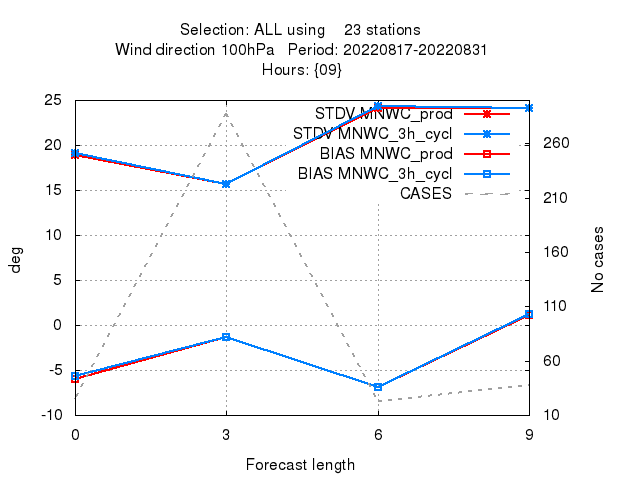 Selection: ALL using 23 stations
Wind direction 100hPa Period: 20220817-20220831
Hours: {09}
STDV MNWC_prod
STDV MNWC_3h_cycl
BIAS MNWC_prod
BIAS MNWC_3h_cycl
CASES
25
20
15
10
5
0
-5
-10
deg
260
210
160
110
60
10
No cases
0 3 6 9
Forecast length